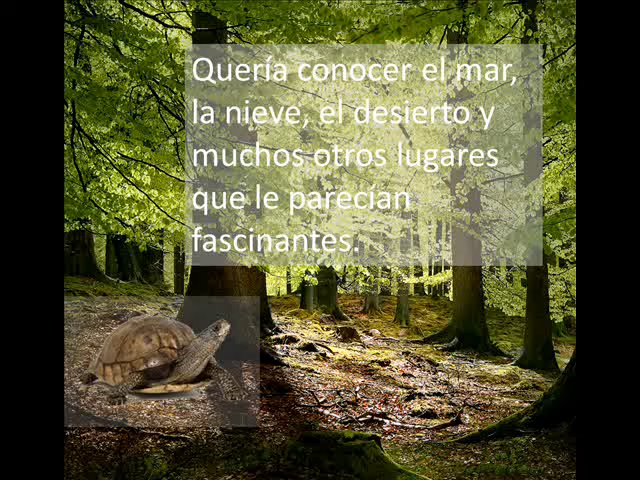 Quería conocer el mar,
la nieve, el desierto y
muchos otros lugares
que le parecían
fascinantes.